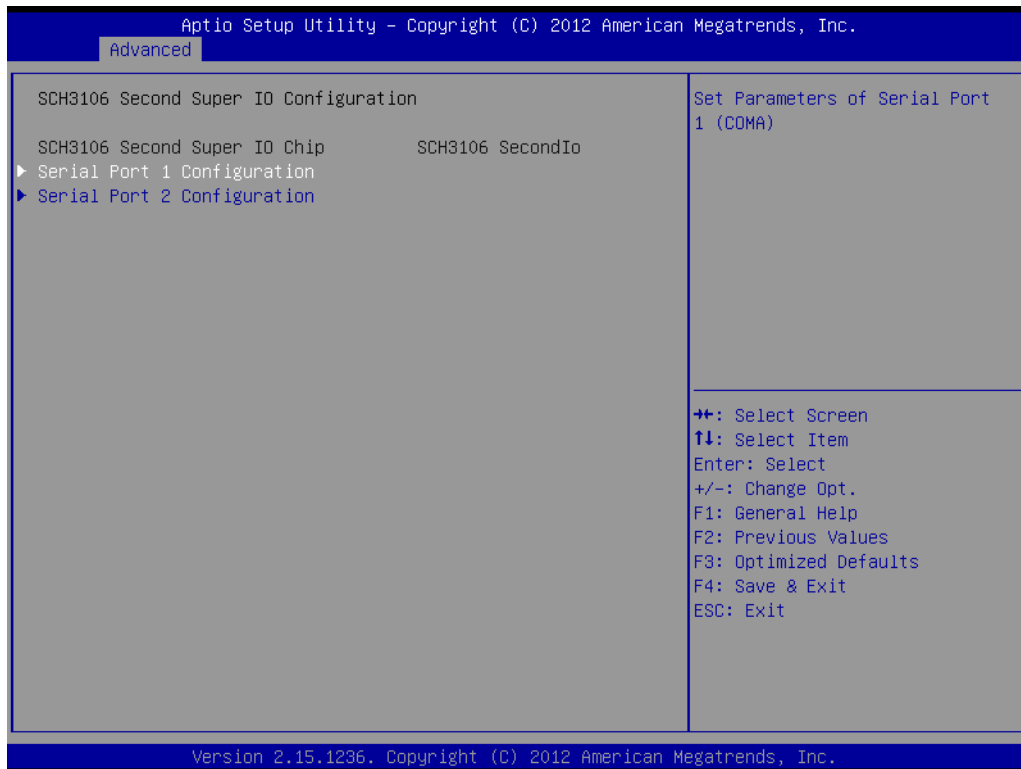 Aptio Setup Utility – Copyright (C) 2012 American Megatrends, Inc.
Advanced
SCH3106 Second Super IO Configuration
SCH3106 Second Super IO Chip SCH3106 SecondIo
▶ Serial Port 1 Configuration
▶ Serial Port 2 Configuration
Set Parameters of Serial Port
1 (COMA)
→←: Select Screen
↑↓: Select Item
Enter: Select
+/-: Change Opt.
F1: General Help
F2: Previous Values
F3: Optimized Defaults
F4: Save & Exit
ESC: Exit
Version 2.15.1236. Copyright (C) 2012 American Megatrends, Inc.